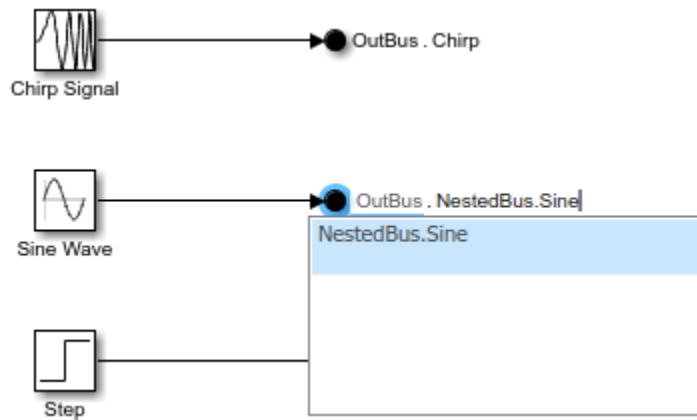 OutBus . Chirp
Chirp Signal
OutBus . NestedBus.Sine
NestedBus.Sine
Sine Wave
Step